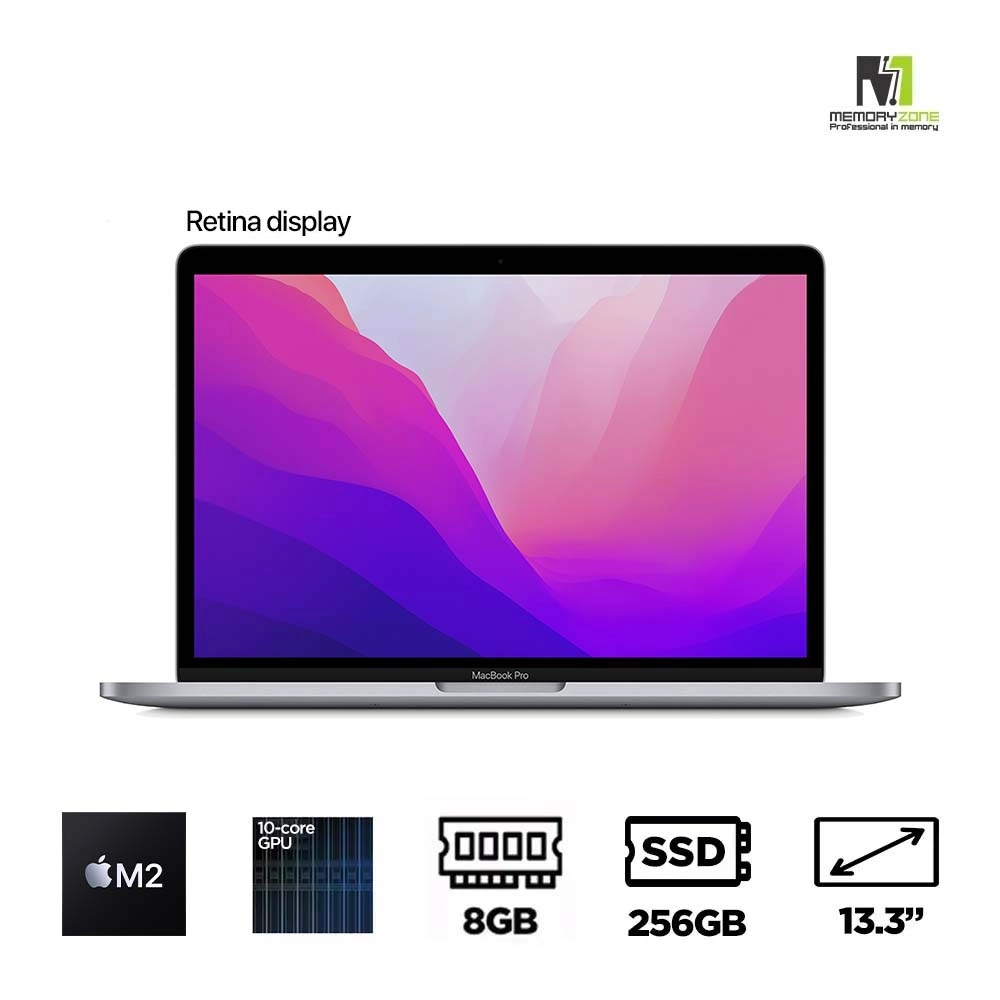 MEMORYZONE
Professional in memory
Retina display
MacBook Pro
M2
10-core
GPU
8GB
SSD
256GB
13.3”